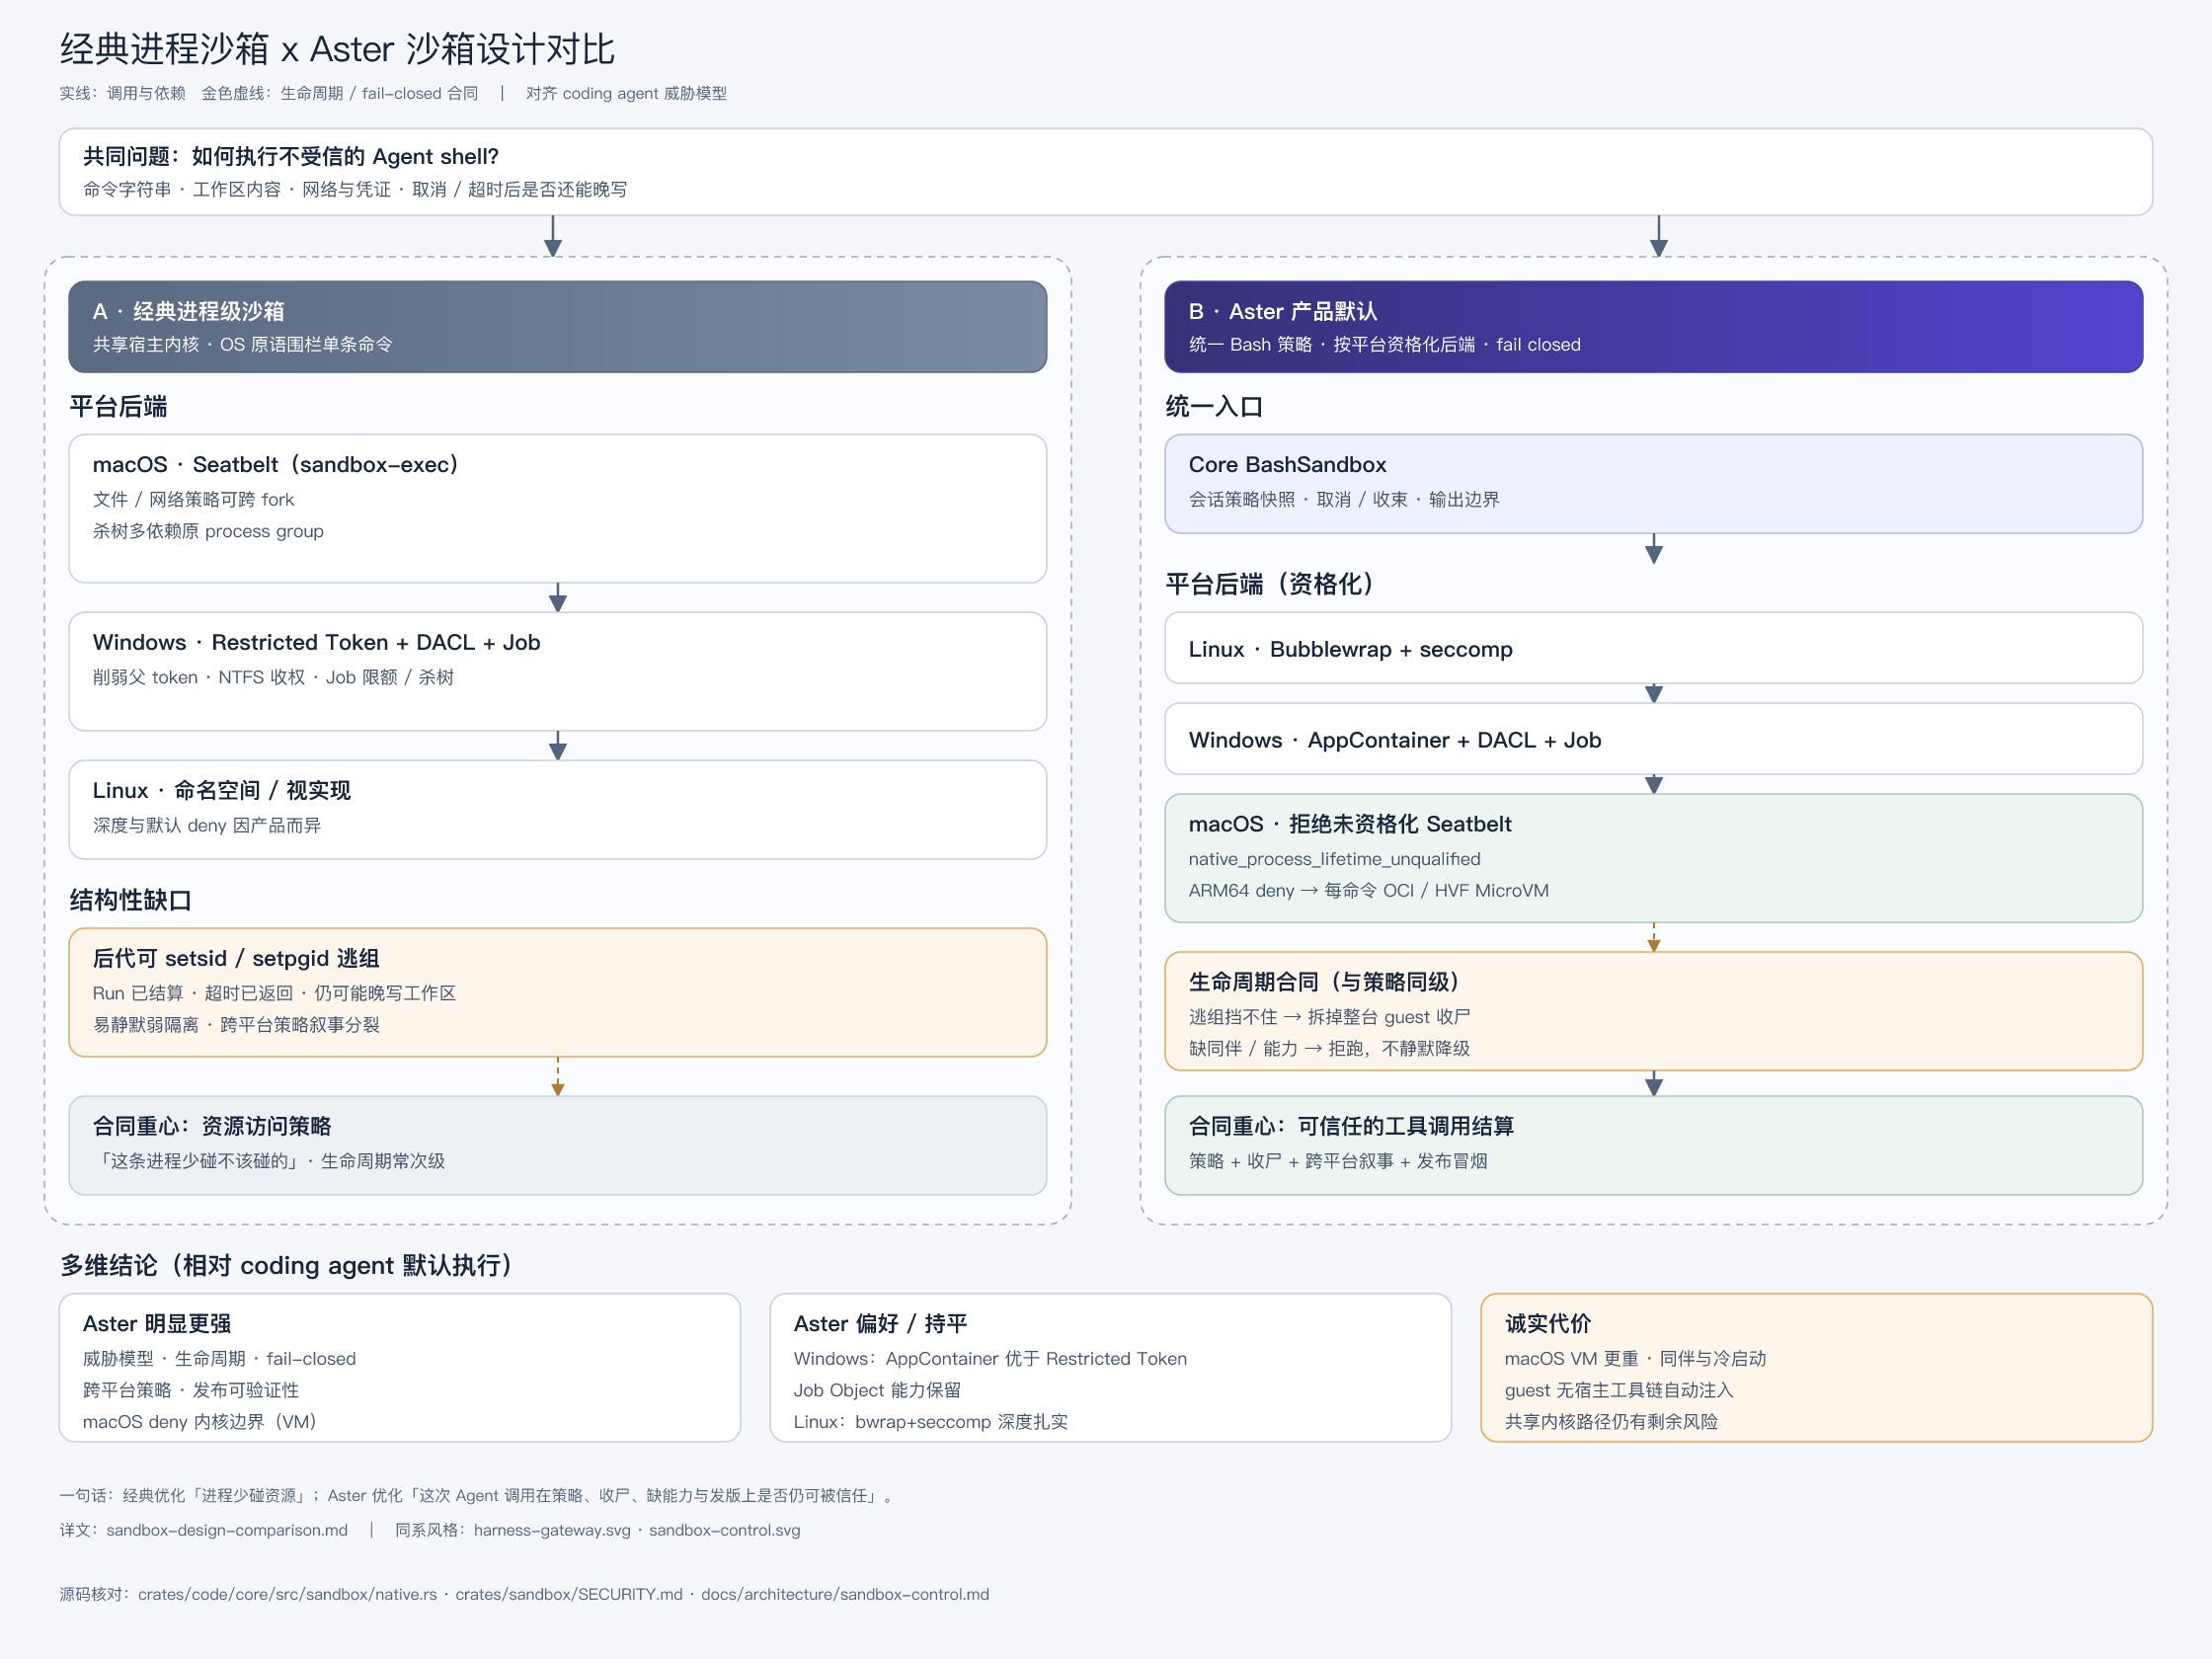 经典进程沙箱 x Aster 沙箱设计对比
实线：调用与依赖 金色虚线：生命周期 / fail-closed 合同 | 对齐 coding agent 威胁模型
共同问题：如何执行不受信的 Agent shell?
命令字符串 · 工作区内容 · 网络与凭证 · 取消 / 超时后是否还能晚写
A · 经典进程级沙箱
共享宿主内核 · OS 原语围栏单条命令
平台后端
macOS · Seatbelt（sandbox-exec）
文件 / 网络策略可跨 fork
杀树多依赖原 process group
Windows · Restricted Token + DACL + Job
削弱父 token · NTFS 收权 · Job 限额 / 杀树
Linux · 命名空间 / 视实现
深度与默认 deny 因产品而异
结构性缺口
后代可 setsid / setpgid 逃组
Run 已结算 · 超时已返回 · 仍可能晚写工作区
易静默弱隔离 · 跨平台策略叙事分裂
合同重心：资源访问策略
「这条进程少碰不该碰的」· 生命周期常次级
B · Aster 产品默认
统一 Bash 策略 · 按平台资格化后端 · fail closed
统一入口
Core BashSandbox
会话策略快照 · 取消 / 收束 · 输出边界
平台后端（资格化）
Linux · Bubblewrap + seccomp
Windows · AppContainer + DACL + Job
macOS · 拒绝未资格化 Seatbelt
native_process_lifetime_unqualified
ARM64 deny → 每命令 OCI / HVF MicroVM
生命周期合同（与策略同级）
逃组挡不住 → 拆掉整台 guest 收尸
缺同伴 / 能力 → 拒跑，不静默降级
合同重心：可信任的工具调用结算
策略 + 收尸 + 跨平台叙事 + 发布冒烟
多维结论（相对 coding agent 默认执行）
Aster 明显更强
威胁模型 · 生命周期 · fail-closed
跨平台策略 · 发布可验证性
macOS deny 内核边界（VM）
Aster 偏好 / 持平
Windows：AppContainer 优于 Restricted Token
Job Object 能力保留
Linux：bwrap+seccomp 深度扎实
诚实代价
macOS VM 更重 · 同伴与冷启动
guest 无宿主工具链自动注入
共享内核路径仍有剩余风险
一句话：经典优化「进程少碰资源」；Aster 优化「这次 Agent 调用在策略、收尸、缺能力与发版上是否仍可被信任」。
详文：sandbox-design-comparison.md | 同系风格：harness-gateway.svg · sandbox-control.svg
源码核对：crates/code/core/src/sandbox/native.rs · crates/sandbox/SECURITY.md · docs/architecture/sandbox-control.md